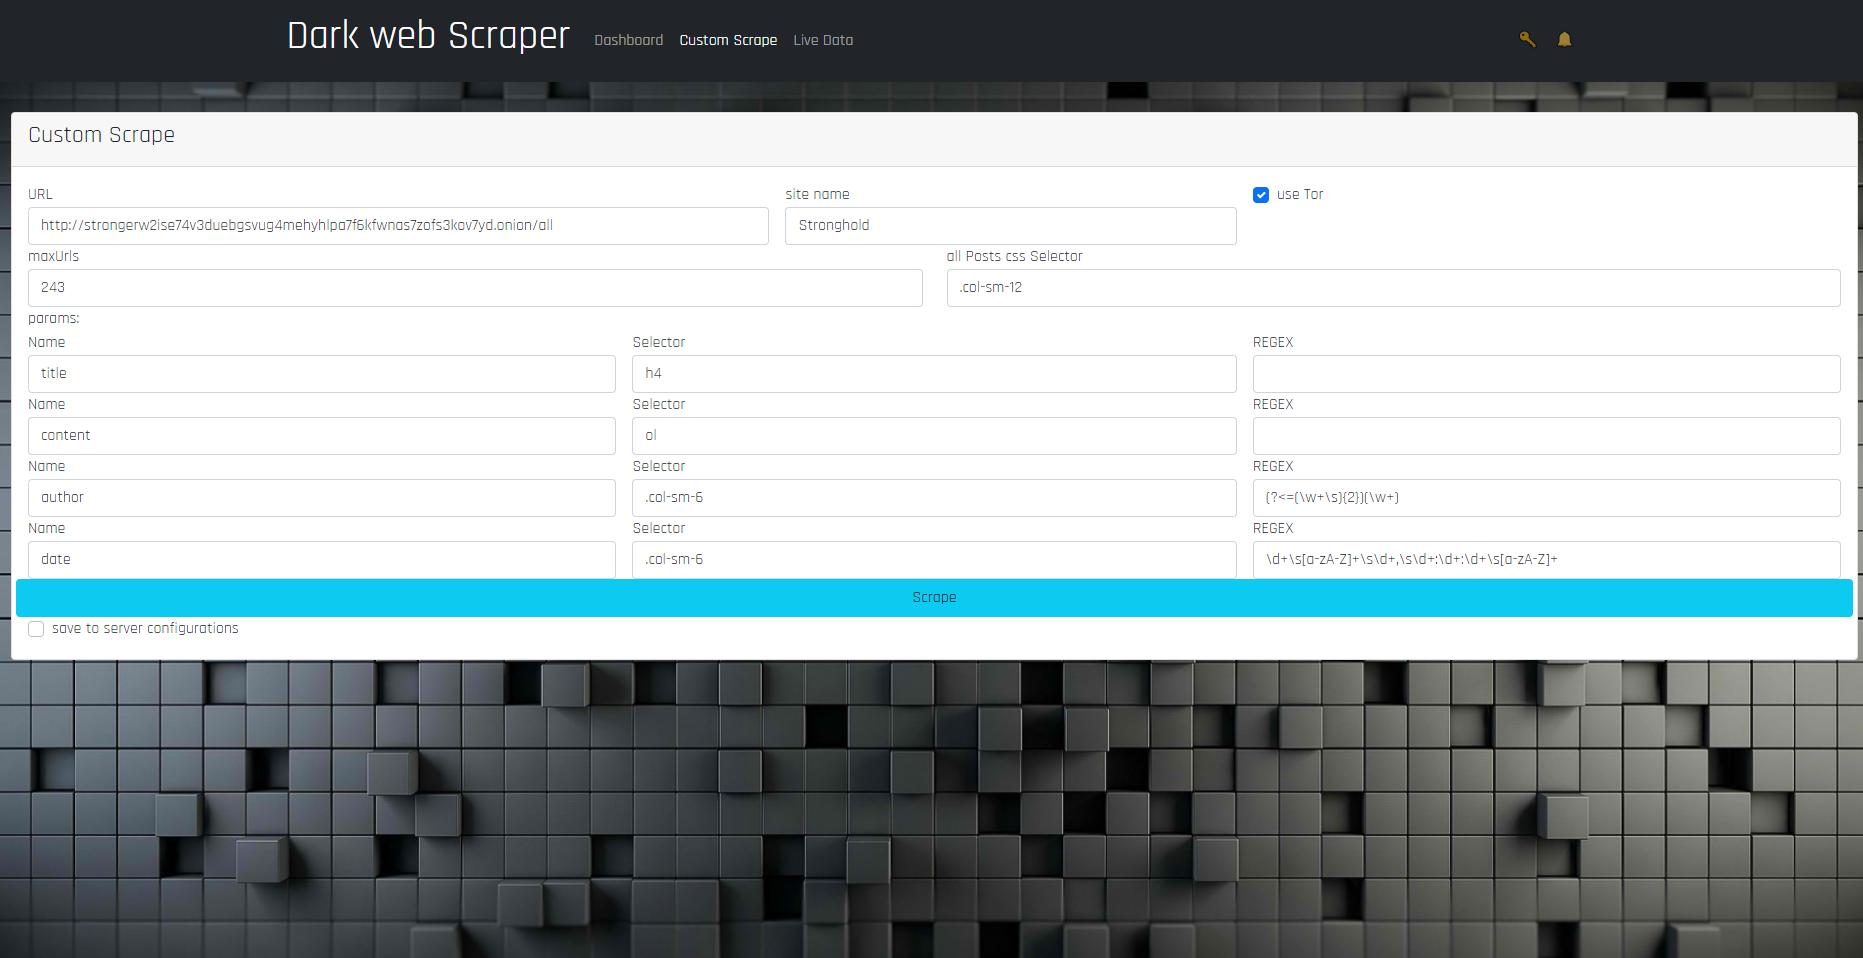 Dark web Scraper Dashboard Custom Scrape Live Data
Custom Scrape
URL site name use Tor
http://strongerw2ise74v3duebgsvug4mehyhlpa7f6kfwnas7zofs3kov7yd.onion/all Stronghold
maxUrls all Posts css Selector
243 .col-sm-12
params:
Name Selector REGEX
title h4
Name Selector REGEX
content ol
Name Selector REGEX
author .col-sm-6 (?<=(\w+\s){2})(\w+)
Name Selector REGEX
date .col-sm-6 \d+\s[a-zA-Z]+\s\d+,\s\d+:\d+:\d+\s[a-zA-Z]+
Scrape
save to server configurations